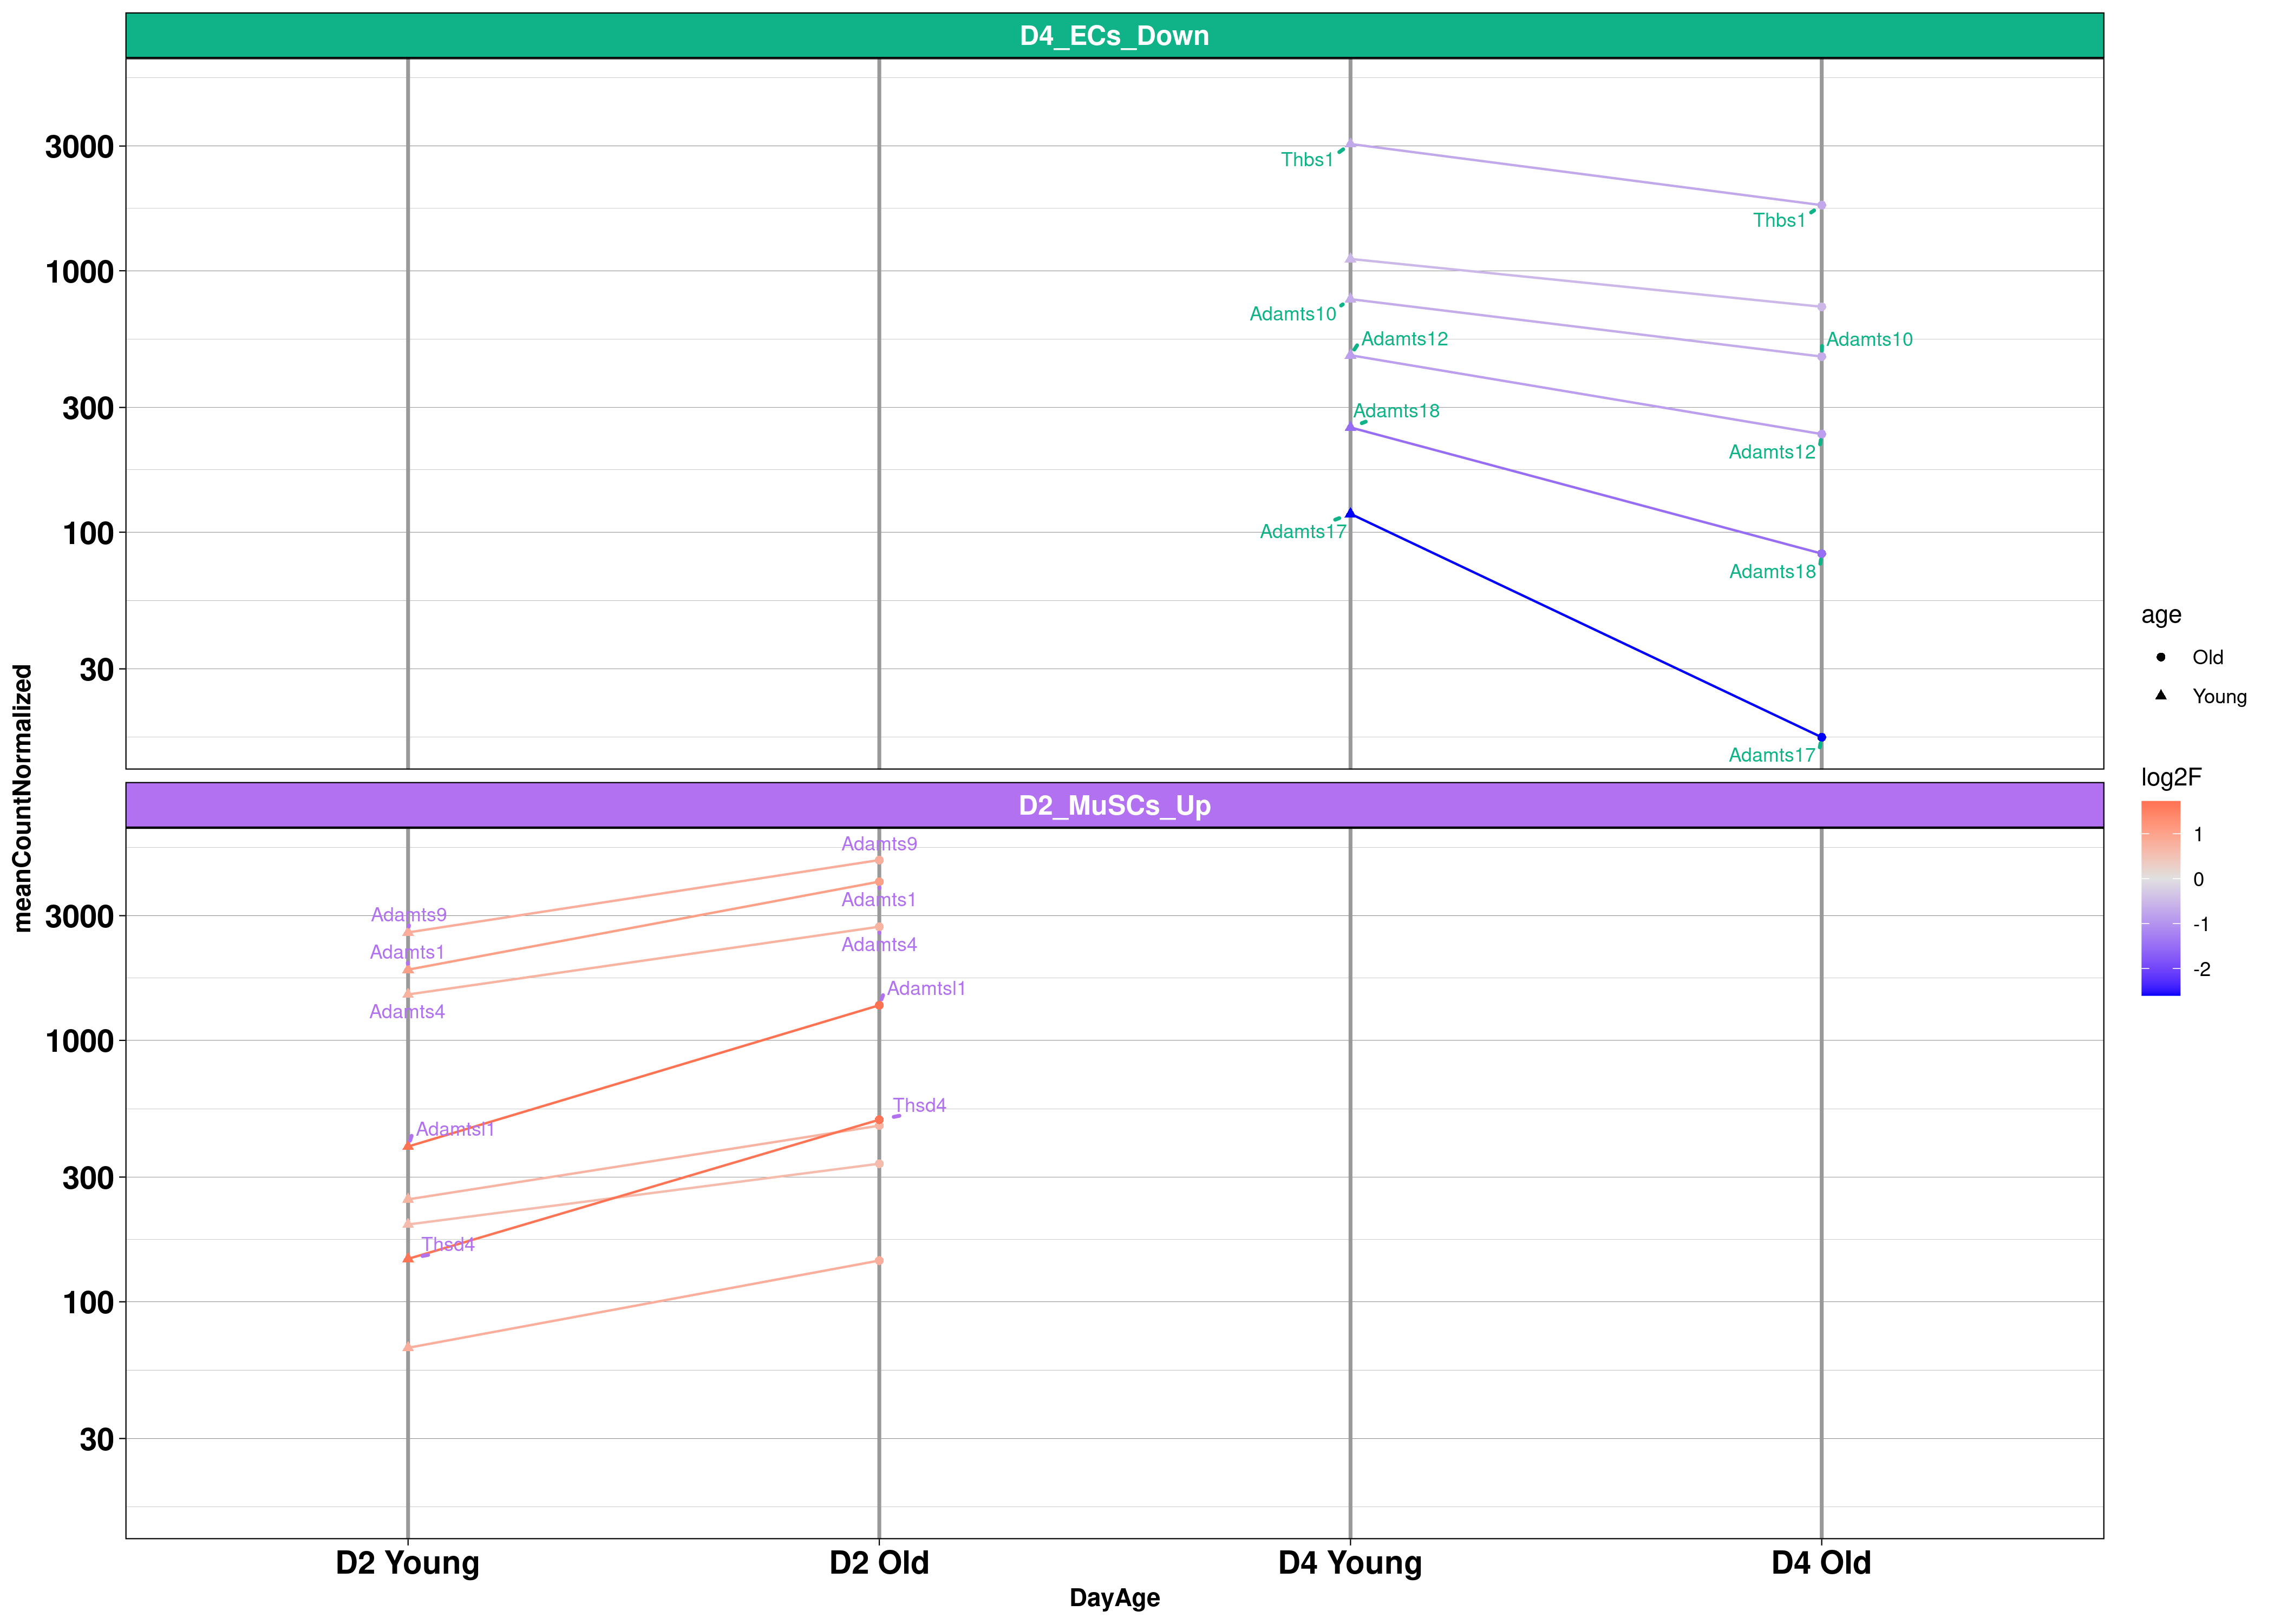 D4_ECs_Down
3000
Thbs1
Thbs1
1000
Adamts10
Adamts12
Adamts10
300
Adamts18
Adamts12
100
Adamts17
Adamts18
30
Adamts17
meanCountNormalized
D2_MuSCs_Up
Adamts9
3000
Adamts9
Adamts1
Adamts1
Adamts4
Adamts4
Adamtsl1
1000
Adamtsl1
Thsd4
300
Thsd4
100
30
D2 Young
D2 Old
D4 Young
D4 Old
DayAge
age
Old
Young
log2F
1
0
-1
-2